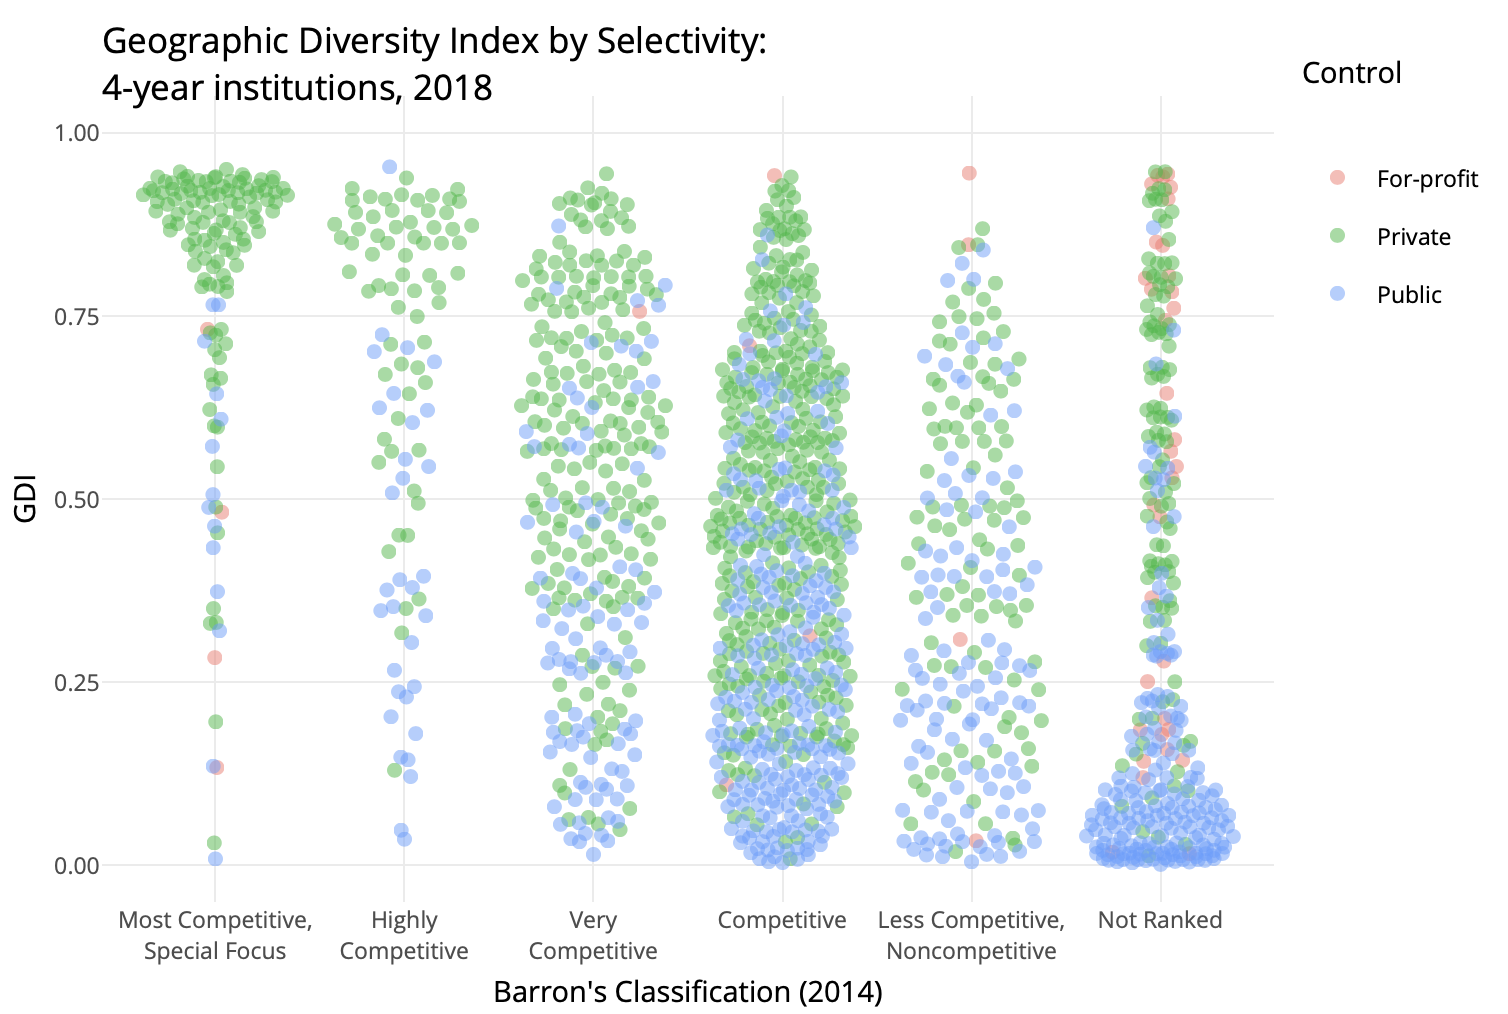 Geographic Diversity Index by Selectivity:
4-year institutions, 2018
Control
For-profit
Private
Public
GDI
1.00
0.75
0.50
0.25
0.00
Most Competitive,
Special Focus
Highly
Competitive
Very
Competitive
Competitive
Less Competitive,
Noncompetitive
Not Ranked
Barron's Classification (2014)